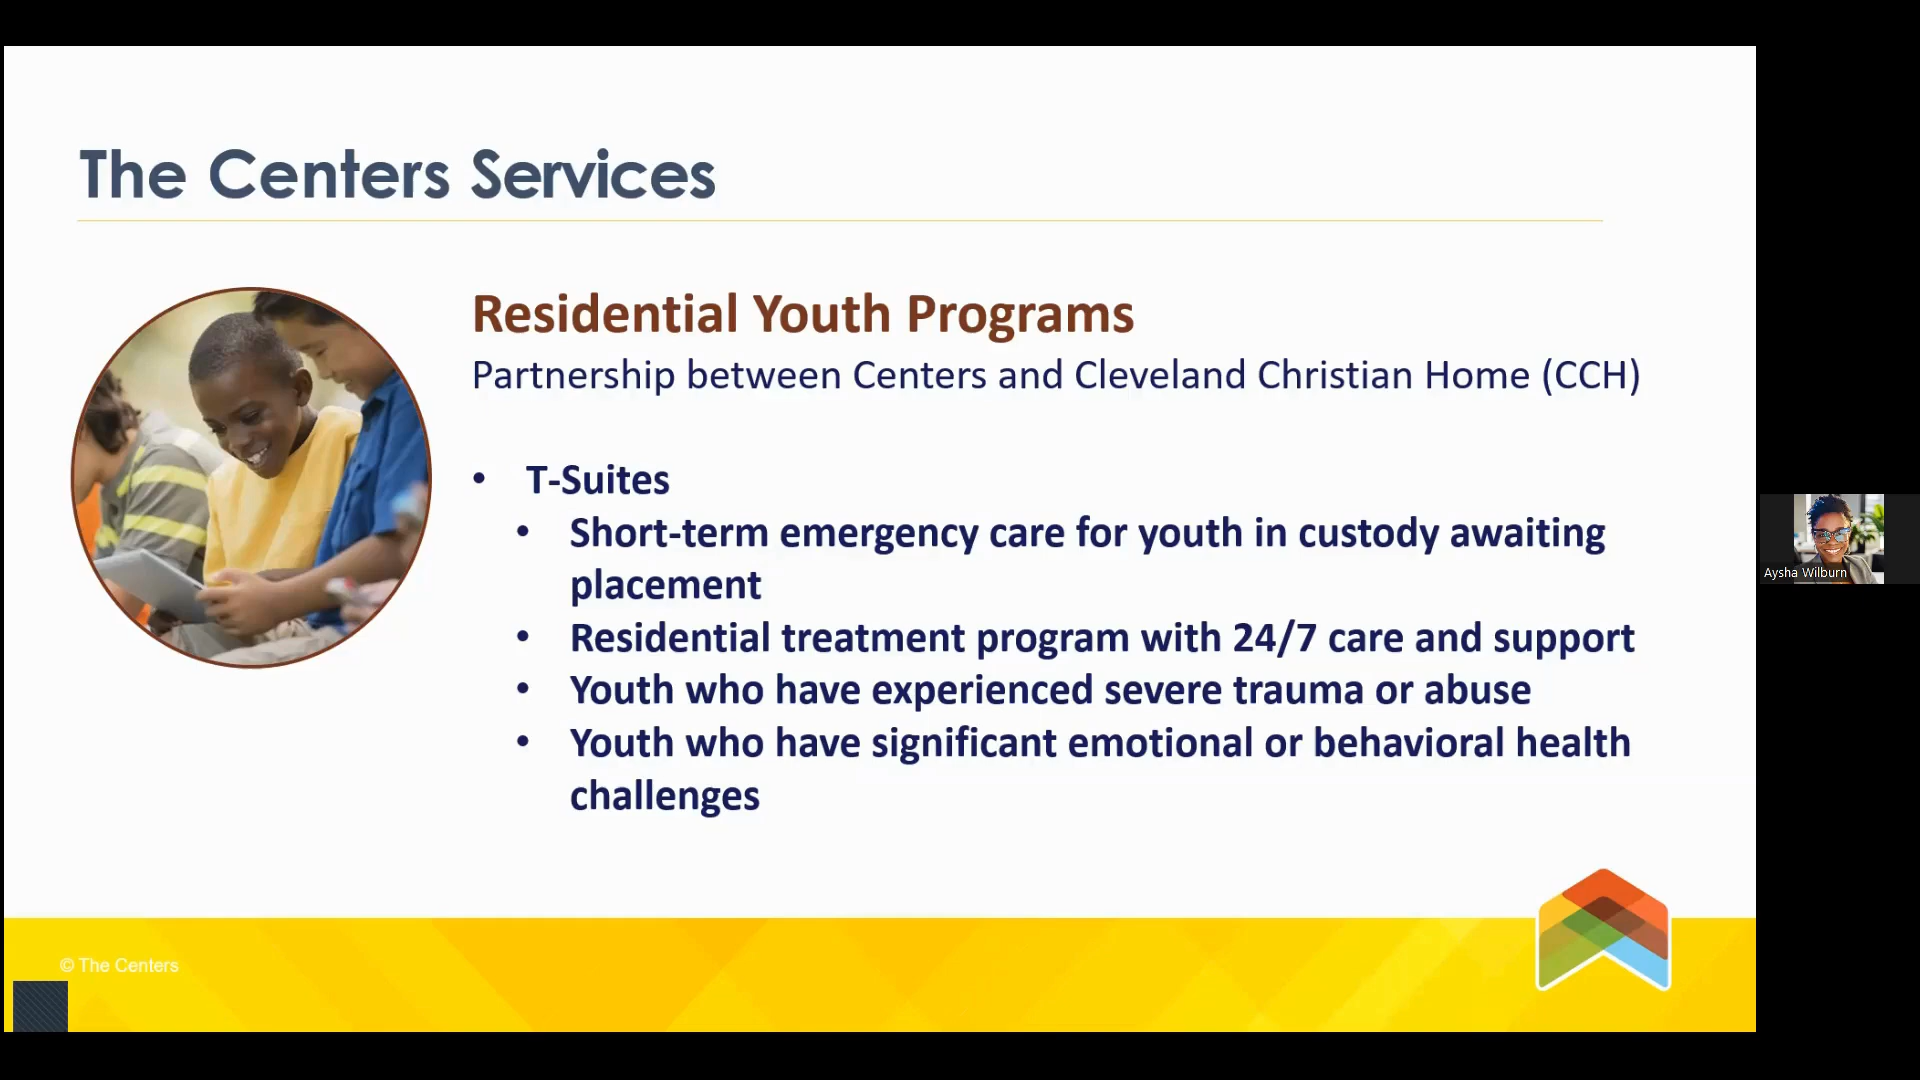 The Centers Services
Residential Youth Programs
Partnership between Centers and Cleveland Christian Home (CCH)
• T-Suites
• Short-term emergency care for youth in custody awaiting
placement
• Residential treatment program with 24/7 care and support
• Youth who have experienced severe trauma or abuse
• Youth who have significant emotional or behavioral health
challenges
Aysha Wilburn
© The Centers